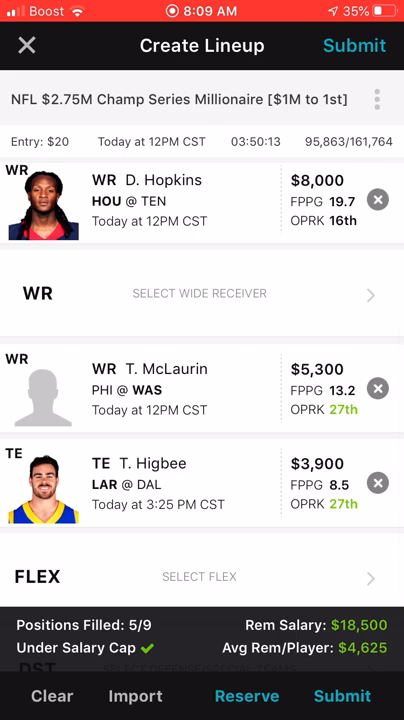 Boost 8:09 AM 35%
Create Lineup Submit
NFL $2.75M Champ Series Millionaire [$1M to 1st]
Entry: $20 Today at 12PM CST 03:50:13 95,863/161,764
WR
WR D. Hopkins $8,000
HOU @ TEN FPPG 19.7
Today at 12PM CST OPRK 16th
WR SELECT WIDE RECEIVER
WR
WR T. McLaurin $5,300
PHI @ WAS FPPG 13.2
Today at 12PM CST OPRK 27th
TE
TE T. Higbee $3,900
LAR @ DAL FPPG 8.5
Today at 3:25 PM CST OPRK 27th
FLEX SELECT FLEX
Positions Filled: 5/9 Rem Salary: $18,500
Under Salary Cap Avg Rem/Player: $4,625
DST SELECT DEFENSE/SPECIAL TEAMS
Clear Import Reserve Submit